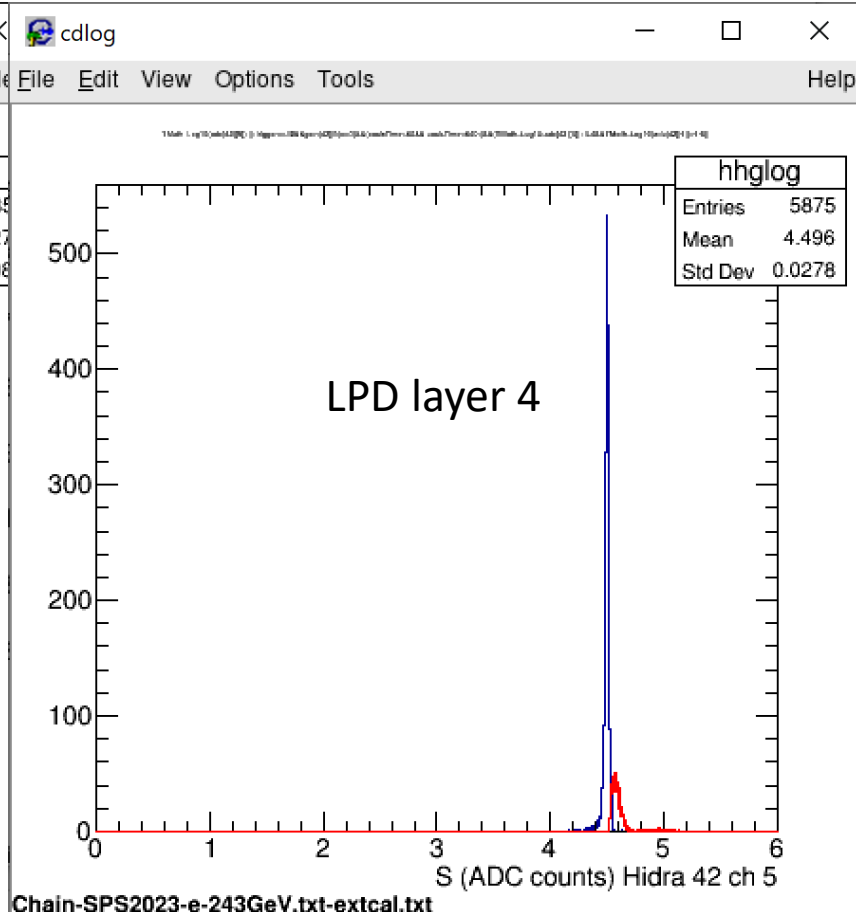 cdlog
File Edit View Options Tools Help
hhglog
Entries 5875
Mean 4.496
Std Dev 0.0278
500
400
300
200
100
0
LPD layer 4
0 1 2 3 4 5 6
S (ADC counts) Hidra 42 ch 5
Chain-SPS2023-e-243GeV.txt-extcal.txt